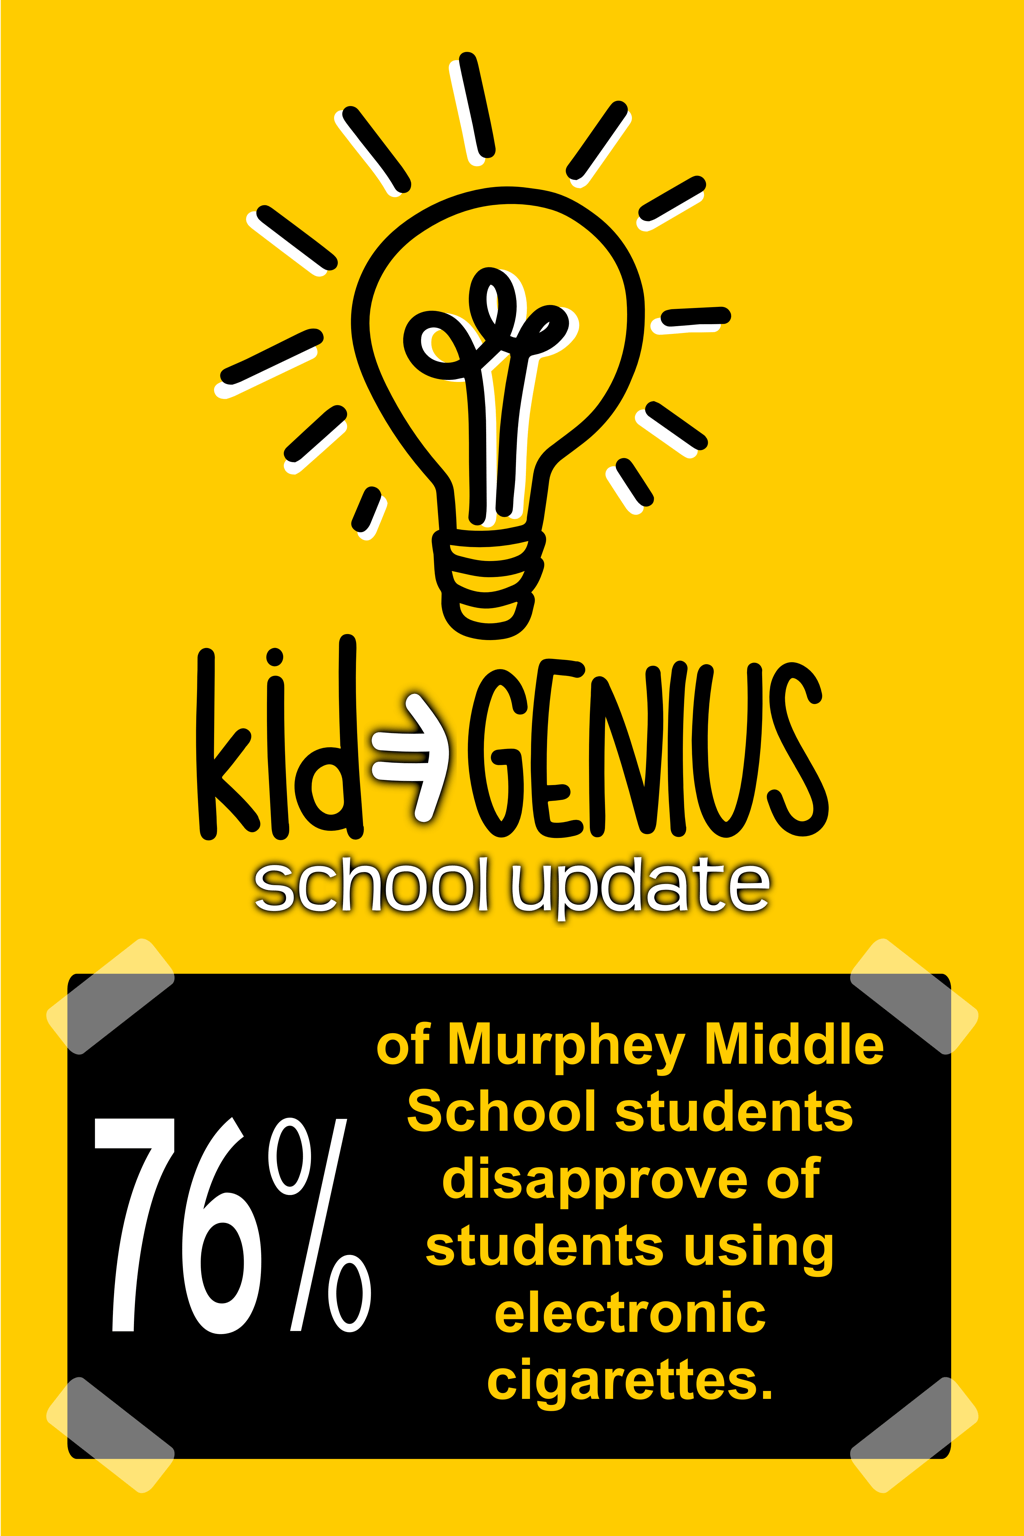 kid GENIUS
school update
76%
of Murphey Middle
School students
disapprove of
students using
electronic
cigarettes.